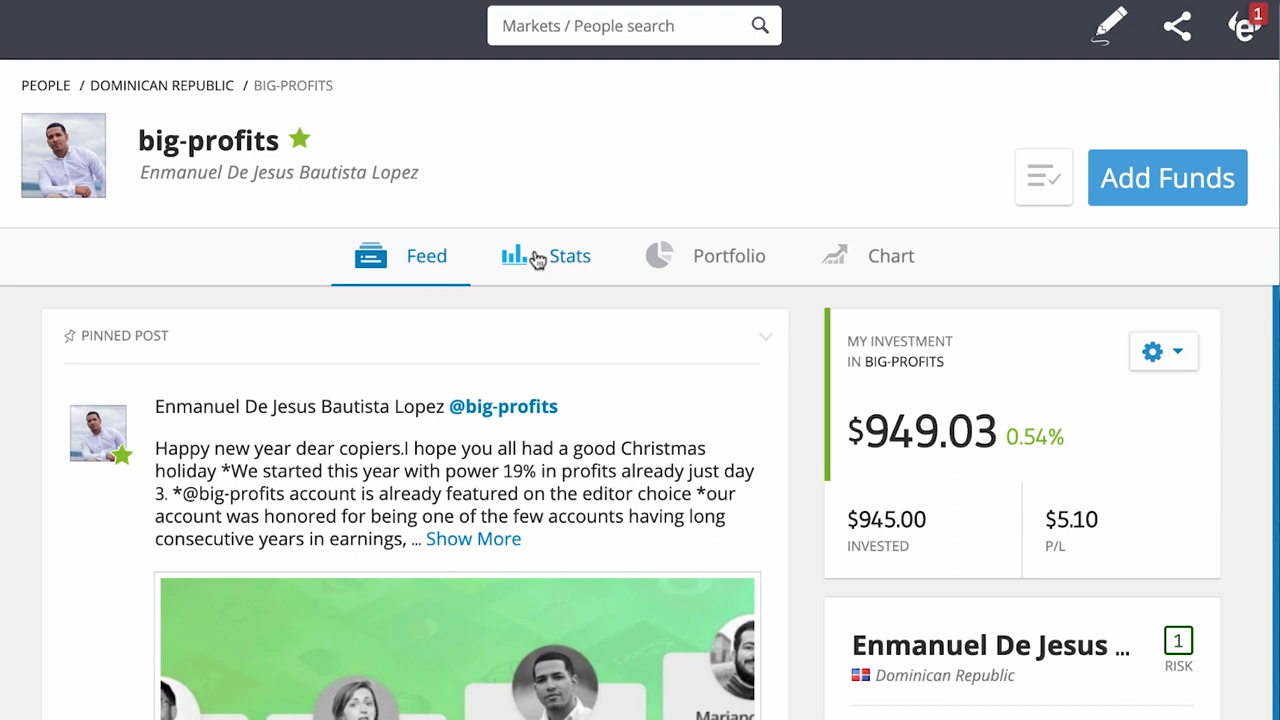 Markets / People search
e
1
PEOPLE / DOMINICAN REPUBLIC / BIG-PROFITS
big-profits
Enmanuel De Jesus Bautista Lopez
Add Funds
Feed
Stats
Portfolio
Chart
PINNED POST
Enmanuel De Jesus Bautista Lopez @big-profits
Happy new year dear copiers.I hope you all had a good Christmas
holiday *We started this year with power 19% in profits already just day
3. *@big-profits account is already featured on the editor choice *our
account was honored for being one of the few accounts having long
consecutive years in earnings, ... Show More
Mariano
MY INVESTMENT
IN BIG-PROFITS
$949.03 0.54%
$945.00
INVESTED
$5.10
P/L
Enmanuel De Jesus ...
Dominican Republic
1
RISK